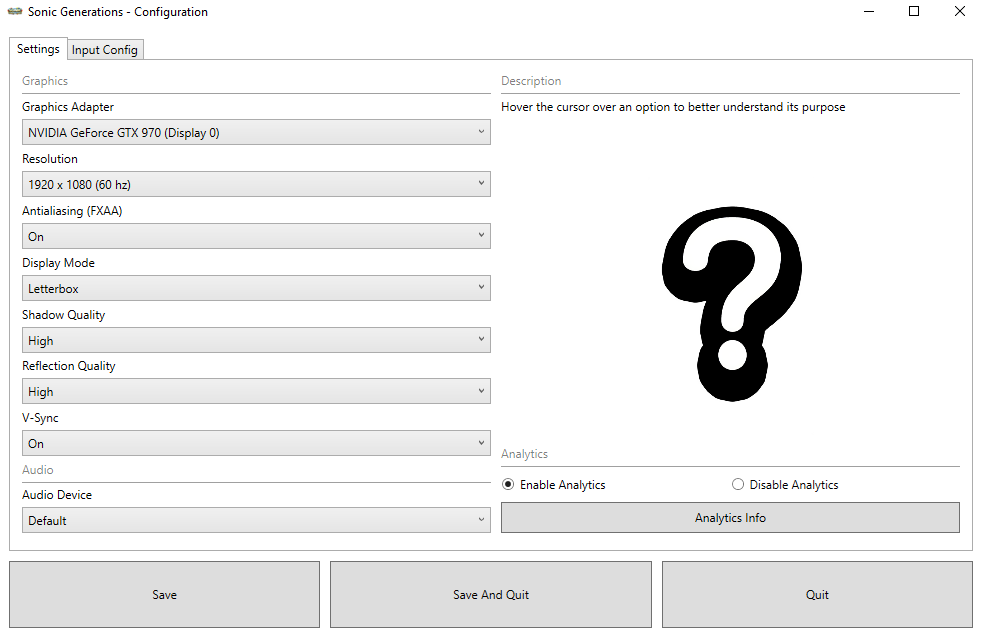 Sonic Generations - Configuration
Settings
Input Config
Graphics
Graphics Adapter
NVIDIA GeForce GTX 970 (Display 0)
Resolution
1920 x 1080 (60 hz)
Antialiasing (FXAA)
On
Display Mode
Letterbox
Shadow Quality
High
Reflection Quality
High
V-Sync
On
Audio
Audio Device
Default
Description
Hover the cursor over an option to better understand its purpose
?
Analytics
Enable Analytics
Disable Analytics
Analytics Info
Save
Save And Quit
Quit